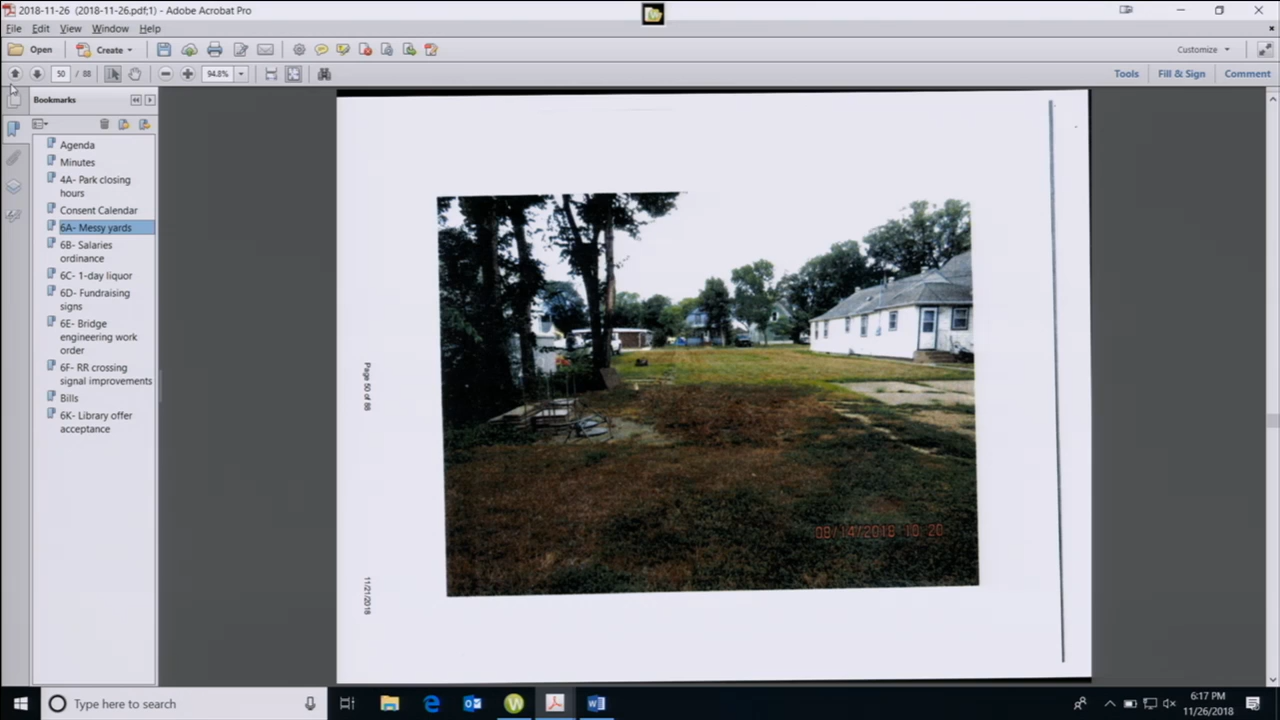 2018-11-26 (2018-11-26.pdf;1) - Adobe Acrobat Pro
File Edit View Window Help
Open Create Customize
50 / 88 94.8% Tools Fill & Sign Comment
Bookmarks
Agenda
Minutes
4A- Park closing
hours
Consent Calendar
6A- Messy yards
6B- Salaries
ordinance
6C- 1-day liquor
6D- Fundraising
signs
6E- Bridge
engineering work
order
6F- RR crossing
signal improvements
Bills
6K- Library offer
acceptance
Page 50 of 88
11/21/2018
08/14/2018 10 20
Type here to search
6:17 PM
11/26/2018